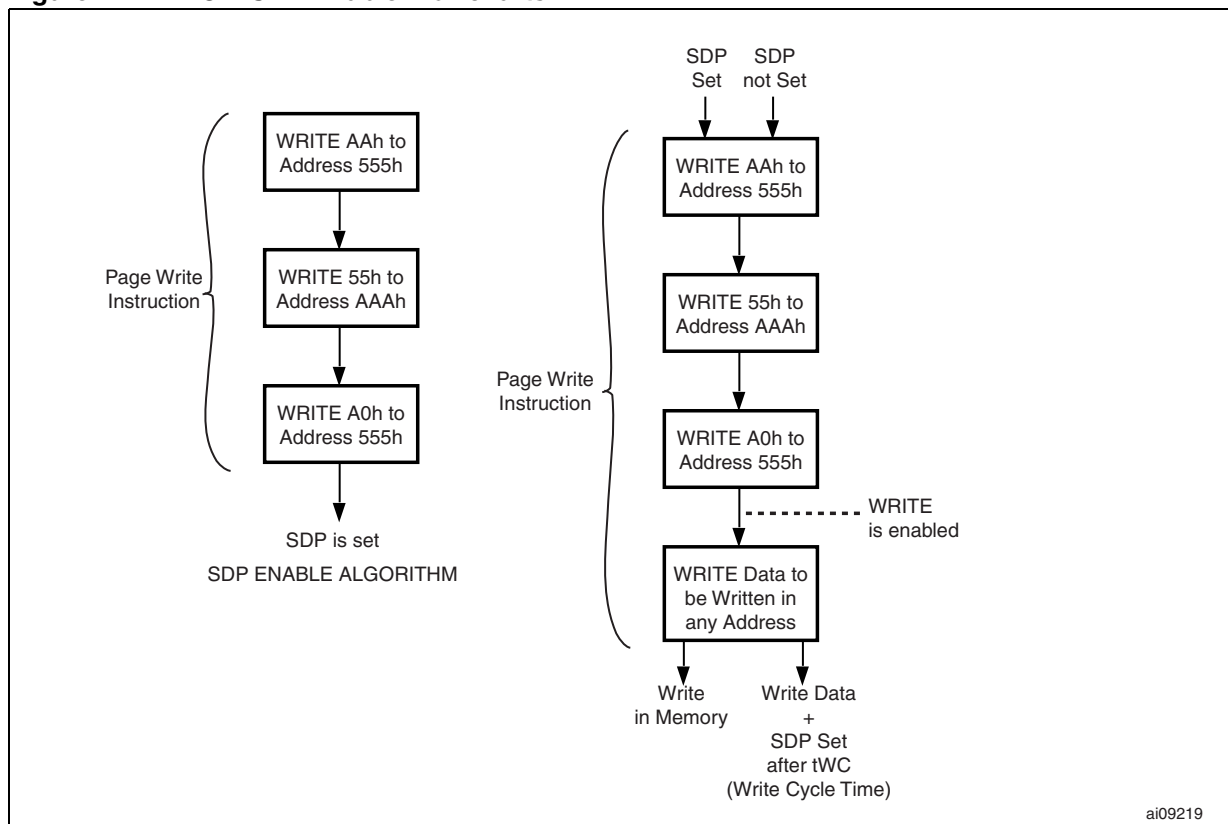 SDP
Set
SDP
not Set
WRITE AAh to
Address 555h
WRITE 55h to
Address AAAh
WRITE A0h to
Address 555h
Page Write
Instruction
SDP is set
SDP ENABLE ALGORITHM
WRITE AAh to
Address 555h
WRITE 55h to
Address AAAh
Page Write
Instruction
WRITE A0h to
Address 555h
WRITE
is enabled
WRITE Data to
be Written in
any Address
Write
in Memory
Write Data
+
SDP Set
after tWC
(Write Cycle Time)
ai09219